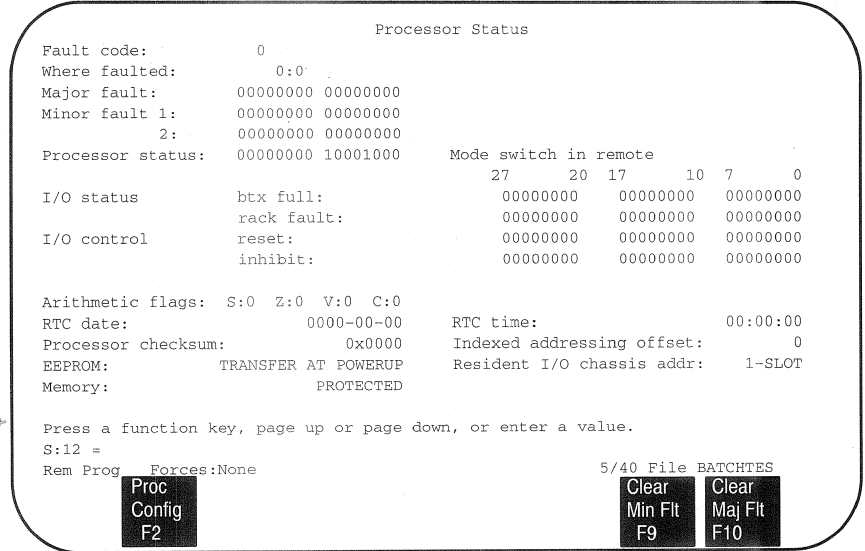 Processor Status
Fault code: 0
Where faulted: 0:0
Major fault: 00000000 00000000
Minor fault 1: 00000000 00000000
2: 00000000 00000000
Processor status: 00000000 10001000 Mode switch in remote
27 20 17 10 7 0
I/O status btx full: 00000000 00000000 00000000
rack fault: 00000000 00000000 00000000
I/O control reset: 00000000 00000000 00000000
inhibit: 00000000 00000000 00000000
Arithmetic flags: S:0 Z:0 V:0 C:0
RTC date: 0000-00-00 RTC time: 00:00:00
Processor checksum: 0x0000 Indexed addressing offset: 0
EEPROM: TRANSFER AT POWERUP Resident I/O chassis addr: 1-SLOT
Memory: PROTECTED
Press a function key, page up or page down, or enter a value.
S:12 =
Rem Prog Forces:None 5/40 File BATCHTES
Proc Config F2
Clear Min Flt F9
Clear Maj Flt F10